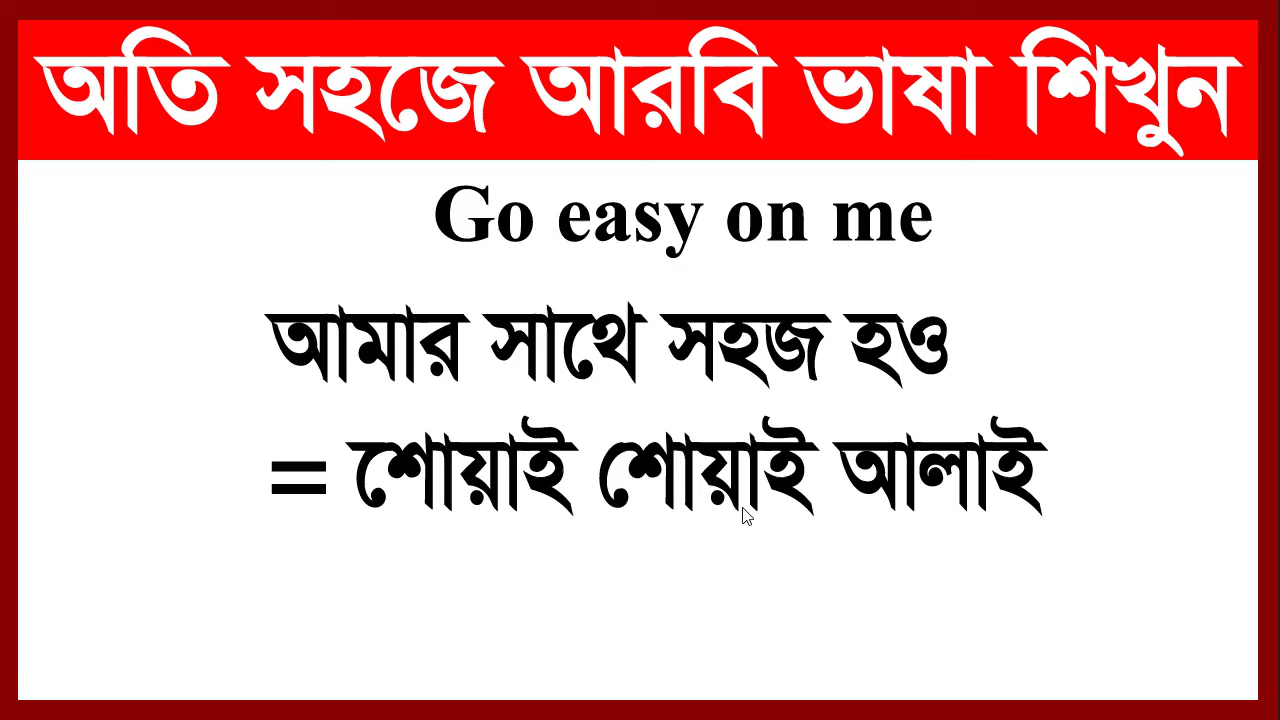 অতি সহজে আরবি ভাষা শিখুন
Go easy on me
আমার সাথে সহজ হও
= শোয়াই শোয়াই আলাই